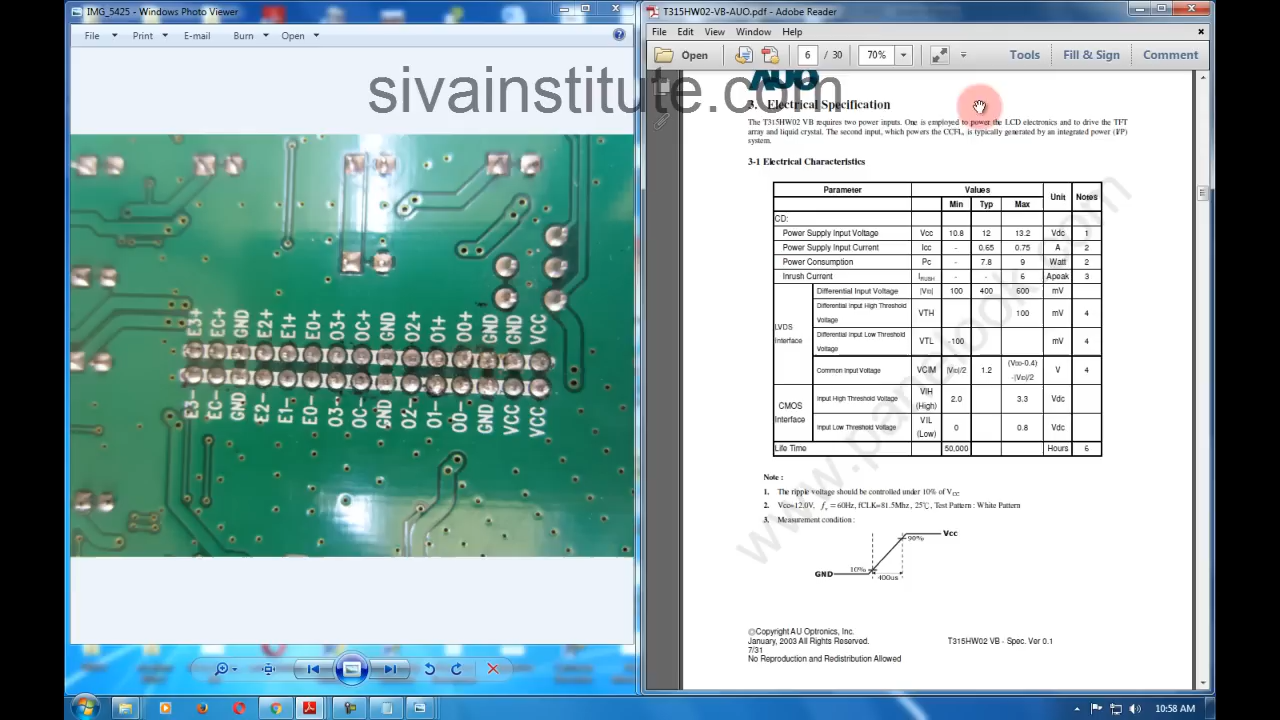 IMG_5425 - Windows Photo Viewer
File Print E-mail Burn Open
sivainstitute.com
E3+ EC+ GND E2+ E1+ E0+ O3+ OC+ GND O2+ O1+ O0+ GND GND VCC
E3- EC- GND E2- E1- E0- O3- OC- GND O2- O1- O0- GND VCC VCC
T315HW02-VB-AUO.pdf - Adobe Reader
File Edit View Window Help
Open 6 / 30 70% Tools Fill & Sign Comment
AUO
3. Electrical Specification
The T315HW02 VB requires two power inputs. One is employed to power the LCD electronics and to drive the TFT
array and liquid crystal. The second input, which powers the CCFL, is typically generated by an integrated power (I/P)
system.
3-1 Electrical Characteristics
Parameter Values Unit Notes
Min Typ Max
CD:
Power Supply Input Voltage Vcc 10.8 12 13.2 Vdc 1
Power Supply Input Current Icc - 0.65 0.75 A 2
Power Consumption Pc - 7.8 9 Watt 2
Inrush Current IRUSH - - 6 Apeak 3
LVDS Interface
Differential Input Voltage |VID| 100 400 600 mV
Differential Input High Threshold Voltage VTH 100 mV 4
Differential Input Low Threshold Voltage VTL 100 mV 4
Common Input Voltage VCIM |VID|/2 1.2 (VDD-0.4) -|VID|/2 V 4
CMOS Interface
Input High Threshold Voltage VIH (High) 2.0 3.3 Vdc
Input Low Threshold Voltage VIL (Low) 0 0.8 Vdc
Life Time 50,000 Hours 6
www.panelook.com
Note :
1. The ripple voltage should be controlled under 10% of VCC
2. Vcc=12.0V, fv = 60Hz, fCLK=81.5Mhz , 25℃, Test Pattern : White Pattern
3. Measurement condition :
Vcc
90%
10%
GND
400us
©Copyright AU Optronics, Inc.
January, 2003 All Rights Reserved. T315HW02 VB - Spec. Ver 0.1
7/31
No Reproduction and Redistribution Allowed
10:58 AM